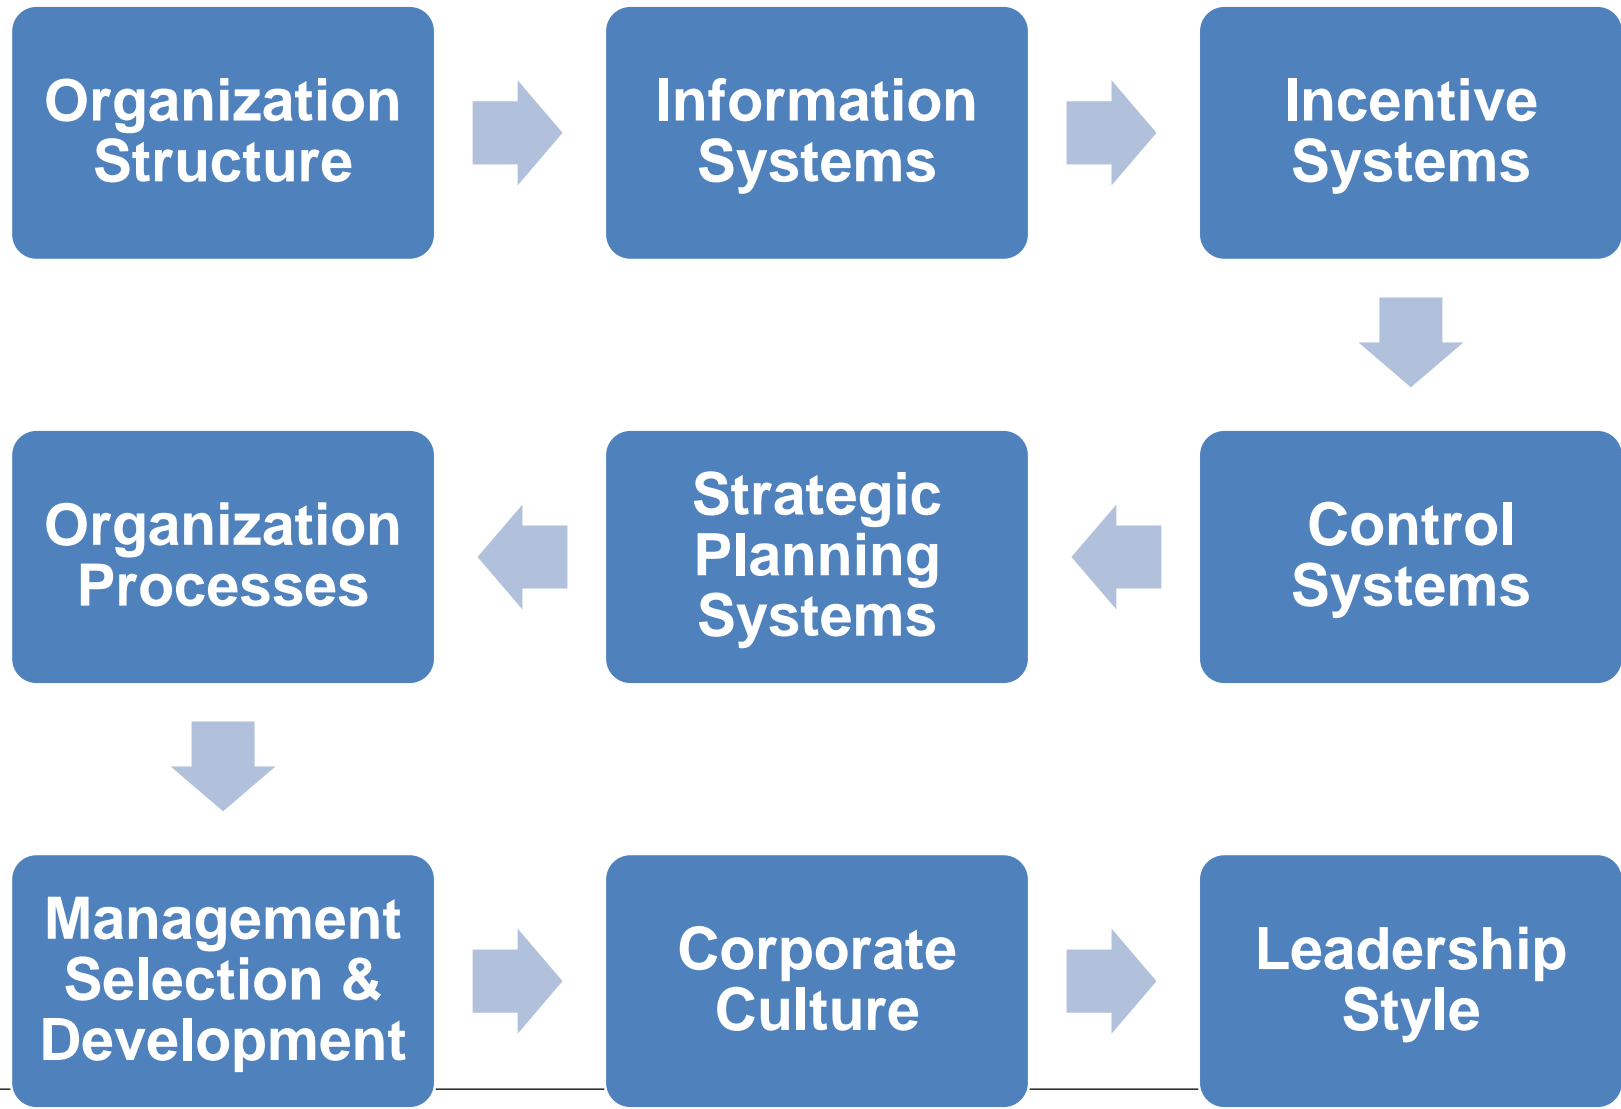 Organization
Structure
Information
Systems
Incentive
Systems
Control
Systems
Strategic
Planning
Systems
Organization
Processes
Management
Selection &
Development
Corporate
Culture
Leadership
Style